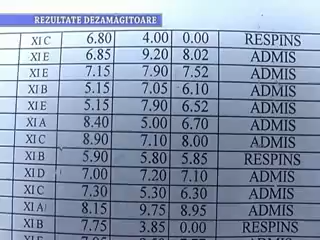 REZULTATE DEZAMĂGITOARE
XI C 6.80 4.00 0.00 RESPINS
XI E 6.85 9.20 8.02 ADMIS
XI E 7.15 7.90 7.52 ADMIS
XI B 5.15 7.05 6.10 ADMIS
XI E 5.15 7.90 6.52 ADMIS
XI A 8.40 5.00 6.70 ADMIS
XI C 8.90 7.10 8.00 ADMIS
XI B 5.90 5.80 5.85 RESPINS
XI D 7.00 7.20 7.10 ADMIS
XI C 7.30 5.30 6.30 ADMIS
XI A 8.15 9.75 8.95 ADMIS
XI B 7.75 3.85 0.00 RESPINS